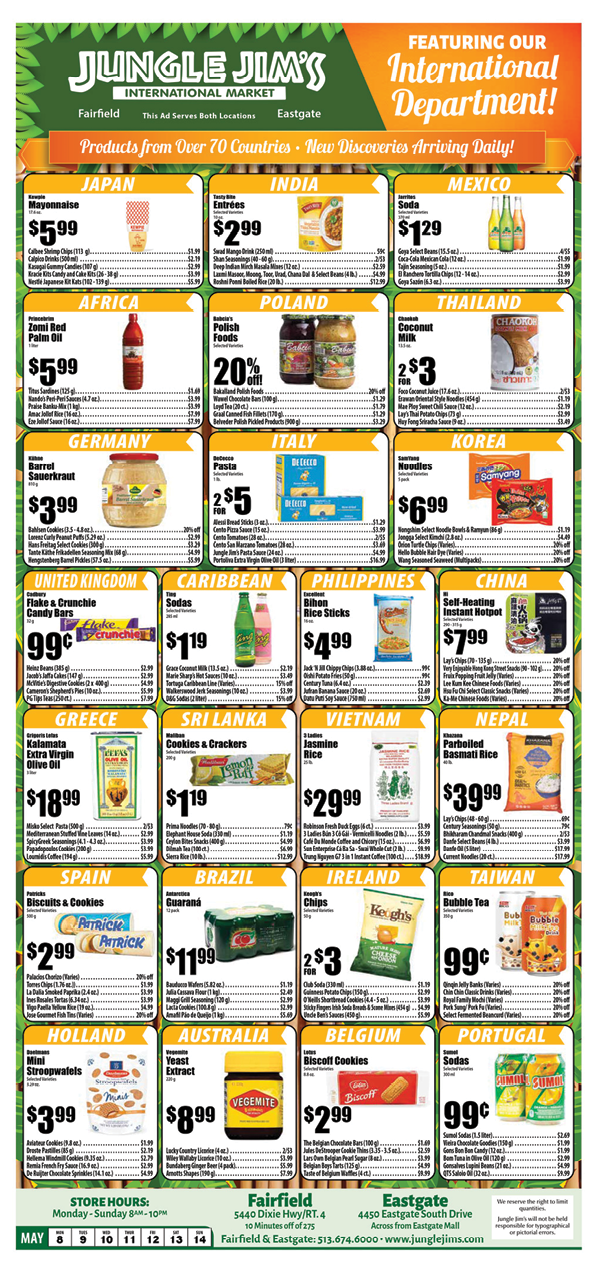 JUNGLE JIM'S
INTERNATIONAL MARKET
Fairfield This Ad Serves Both Locations Eastgate
FEATURING OUR
International
Department!
Products from Over 70 Countries • New Discoveries Arriving Daily!
JAPAN
Kewpie
Mayonnaise
17.6 oz.
$5.99
Calbee Shrimp Chips (113 g) $1.99
Calpico Drinks (500 ml) $2.19
Kasugai Gummy Candies (107 g) $2.99
Kracie Kits Candy and Cake Kits (26 - 38 g) $3.99
Nestlé Japanese Kit Kats (102 - 139 g) $5.99
INDIA
Tasty Bite
Entrées
Selected Varieties
10 oz.
$2.99
Swad Mango Drink (250 ml) 59¢
Shan Seasonings (40 - 60 g) 2/$3
Deep Indian Mirch Masala Mixes (12 oz.) $2.99
Laxmi Masoor, Moong, Toor, Urad, Chana Dal & Select Beans (4 lb.) $4.99
Roshni Ponni Boiled Rice (20 lb.) $12.99
MEXICO
Jarritos
Soda
Selected Varieties
370 ml
$1.29
Goya Select Beans (15.5 oz.) 4/$5
Coca-Cola Mexican Cola (12 oz.) $1.19
Tajin Seasoning (5 oz.) $1.99
El Ranchero Tortilla Chips (12 - 14 oz.) $2.99
Goya Sazón (6.3 oz.) $3.99
AFRICA
Princebrim
Zomi Red
Palm Oil
1 liter
$5.99
Titus Sardines (125 g) $1.69
Nando's Peri-Peri Sauces (4.7 oz.) $3.99
Praise Banku-Mix (1 kg) $3.99
Amac Jollof Mix (16 oz.) $7.99
Eze Jollof Sauce (16 oz.) $7.99
POLAND
Babcia's
Polish
Foods
Selected Varieties
20% off!
Bakalland Polish Foods 20% off
Wawel Chocolate Bars (100 g) $1.29
Loyd Tea (20 ct.) $1.79
Graal Canned Fish Fillets (170 g) $1.79
Belveder Polish Pickled Products (900 g) $3.29
THAILAND
Chaokoh
Coconut
Milk
13.5 oz.
2 FOR $3
Foco Coconut Juice (17.6 oz.) 2/$3
Erawan Oriental Style Noodles (454 g) $1.19
Mae Ploy Sweet Chili Sauce (12 oz.) $2.19
Lay's Thai Potato Chips (75 g) $2.99
Huy Fong Sriracha Sauce (9 oz.) $3.49
GERMANY
Kühne
Barrel
Sauerkraut
810 g
$3.99
Bahlsen Cookies (3.5 - 4.8 oz.) 20% off
Lorenz Curly Peanut Puffs (5.29 oz.) $2.99
Hans Freitag Select Cookies (300 g) $3.29
Tante Käthe Frikadellen Seasoning Mix (68 g) $4.99
Hengstenberg Barrel Pickles (57.5 oz.) $5.99
ITALY
DeCecco
Pasta
Selected Varieties
1 lb.
2 FOR $5
Alessi Bread Sticks (3 oz.) $1.29
Cento Pizza Sauce (15 oz.) $3.99
Cento Tomatoes (28 oz.) 2/$5
Cento San Marzano Tomatoes (28 oz.) $3.99
Jungle Jim's Pasta Sauce (24 oz.) $4.99
Portoliva Extra Virgin Olive Oil (3 liter) $16.99
KOREA
SamYang
Noodles
Selected Varieties
5 pack
$6.99
Nongshim Select Noodle Bowls & Ramyun (86 g) $1.19
Jongga Select Kimchi (2.8 oz.) $4.49
Orion Turtle Chips (Varies) 20% off
Hello Bubble Hair Dye (Varies) 20% off
Wang Seasoned Seaweed (Multipacks) 20% off
UNITED KINGDOM
Cadbury
Flake & Crunchie
Candy Bars
32 g
99¢
Heinz Beans (385 g) $2.99
Jacob's Jaffa Cakes (147 g) $2.99
McVitie's Digestive Cookies (2 x 400 g) $4.99
Cameron's Shepherd's Pies (10 oz.) $5.99
PG Tips Teas (250 g) $7.99
CARIBBEAN
Ting
Sodas
Selected Varieties
285 ml
$1.19
Grace Coconut Milk (13.5 oz.) $2.19
Marie Sharp's Hot Sauces (10 oz.) $3.49
Tortuga Caribbean Line (Varies) 15% off
Walkerswood Jerk Seasoning (10 oz.) $4.99
D&G Sodas (2 liter) 15% off
PHILIPPINES
Excellent
Bihon
Rice Sticks
16 oz.
$4.99
Jack 'N Jill Chippy Chips (3.88 oz.) 99¢
Oishi Potato Fries (50 g) $1.29
Century Tuna (6.4 oz.) $2.29
Jufran Banana Sauce (20 oz.) $2.69
Datu Puti Soy Sauce (750 ml) $2.99
CHINA
Self-Heating
Instant Hotpot
Selected Varieties
$7.99
Lay's Chips (70 - 135 g) 20% off
Very Enjoyable Hong Kong Street Snacks (90 - 102 g) 20% off
Fruix Popping Fruit Jelly (Varies) 20% off
Lee Kum Kee Chinese Foods (Varies) 20% off
Hsu Fu Chi Select Classic Snacks (Varies) 20% off
Ka-Me Chinese Foods (Varies) 20% off
GREECE
Grigoris Lefas
Kalamata
Extra Virgin
Olive Oil
3 liter
$18.99
Misko Select Pasta (500 g) 2/$3
Mediterranean Stuffed Vine Leaves (14 oz.) $2.99
SpicyGreek Seasonings (4.1 - 4.3 oz.) $3.99
Papadopoulos Cookies (200 g) $3.99
Loumidis Coffee (194 g) $5.99
SRI LANKA
Maliban
Cookies & Crackers
200 g
$1.19
Prima Noodles (70 - 80 g) 79¢
Elephant House Soda (330 ml) $1.19
Ceylon Bites Snacks (400 g) $4.99
Dilmah Tea (100 ct.) $6.99
Sierra Rice (10 lb.) $12.99
VIETNAM
3 Ladies
Jasmine
Rice
25 lb.
$29.99
Robinson Fresh Duck Eggs (6 ct.) $3.99
3 Ladies Bún 3 Cô Gái - Vermicelli Noodles (2 lb.) $5.59
Café Du Monde Coffee and Chicory (15 oz.) $6.99
Enterprise Ca Ba Sa - Swai Whole Cut (2 lb.) $9.99
Trung Nguyen G7 3 in 1 Instant Coffee (100 ct.) $18.99
NEPAL
Khazana
Parboiled
Basmati Rice
40 lb.
$39.99
Lay's Chips (48 - 60 g) 69¢
Century Seasonings (50 g) 99¢
Bhikharam Chandmal Snacks (400 g) 2/$3
Danfe Select Beans (4 lb.) $5.99
Danfe Oil (5 liter) $17.99
Current Noodles (20 ct.) $17.99
SPAIN
Patricks
Biscuits & Cookies
Selected Varieties
500 g
$2.99
Palacios Chorizo (Varies) 20% off
Torres Chips (1.76 oz.) $1.99
La Dalia Smoked Paprika (2.4 oz.) $3.99
Ines Rosales Tortas (6.34 oz.) $3.99
Vigo Paella Yellow Rice (19 oz.) $4.99
Jose Gourmet Fish Tins (Varies) 20% off
BRAZIL
Antarctica
Guaraná
12 pack
$11.99
Bauducco Wafers (5.82 oz.) $1.79
Julia Cassava Flour (1 kg) $2.49
Maggi Grill Seasoning (120 g) $2.99
Lacta Cookies (100.8 g) $2.99
Amafil Pão de Queijo (1 kg) $7.99
IRELAND
Keogh's
Chips
Selected Varieties
50 g
2 FOR $3
Club Soda (330 ml) $1.99
Guinness Potato Chips (150 g) $2.99
O'Neills Shortbread Cookies (4.4 - 5 oz.) $3.99
Sticky Fingers Irish Soda Bread & Scone Mixes (454 g) $4.99
Uncle Ben's Sauces (450 g) $5.99
TAIWAN
Rico
Bubble Tea
Selected Varieties
350 g
99¢
Qinqin Jelly Banks (Varies) 20% off
Chin Chin Classic Drinks (Varies) 20% off
Royal Family Mochi (Varies) 20% off
Song Song' Pork Fu (Varies) 20% off
Select Fermented Beancurd (Varies) 20% off
HOLLAND
Daelmans
Mini
Stroopwafels
Selected Varieties
5.29 oz.
$3.99
Aviateur Cookies (9.8 oz.) $1.99
Droste Pastilles (85 g) $2.99
Hellema Windmill Cookies (9.35 oz.) $2.79
Remia French Fry Sauce (16.9 oz.) $2.99
De Ruijter Chocolate Sprinkles (14.1 oz.) $4.99
AUSTRALIA
Vegemite
Yeast
Extract
220 g
$8.99
Lucky Country Licorice (4 oz.) 2/$3
Wiley Wallaby Licorice (10 oz.) $3.99
Bundaberg Ginger Beer (4 pack) $5.99
Arnotts Shapes (190 g) $5.99
BELGIUM
Lotus
Biscoff Cookies
8.8 oz.
$2.99
The Belgian Chocolate Bars (100 g) $1.69
Jules DeStrooper Cookie Thins (3.35 - 3.5 oz.) $2.59
Lars Own Belgian Pearl Sugar (8 oz.) $3.99
Belgian Boys Tarts (125 g) $4.99
Taste of Belgium Waffles (4 ct.) $9.99
PORTUGAL
Sumol
Sodas
Selected Varieties
300 ml
99¢
Sumol Sodas (1.5 liter) $2.69
Vieira Chocolate Goodies (150 g) $1.99
Gons Bon Bon Candy (12 oz.) $1.99
Bom Tuna in Olive Oil (120 g) $2.99
Gonsalves Lupini Beans (21 oz.) $4.99
OTS Saloio Oil (32 oz.) $9.99
STORE HOURS:
Monday - Sunday 8AM - 10PM
MAY MON 8 TUE 9 WED 10 THU 11 FRI 12 SAT 13 SUN 14
Fairfield
5440 Dixie Hwy/RT. 4
10 Minutes off of 275
Eastgate
4450 Eastgate South Drive
Across from Eastgate Mall
Fairfield & Eastgate: 513.674.6000 • www.junglejims.com
We reserve the right to limit
quantities.
Jungle Jim's will not be held
responsible for typographical
or pictorial errors.